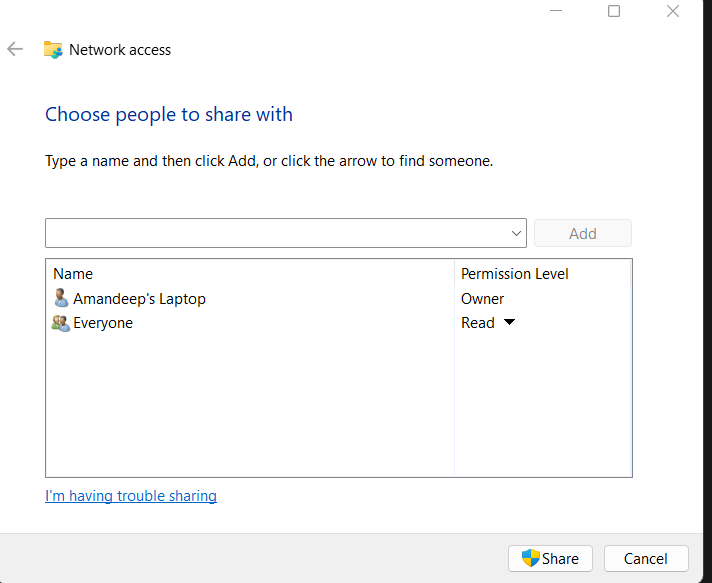 Network access
Choose people to share with
Type a name and then click Add, or click the arrow to find someone.
Add
Name Permission Level
Amandeep's Laptop Owner
Everyone Read
I'm having trouble sharing
Share Cancel